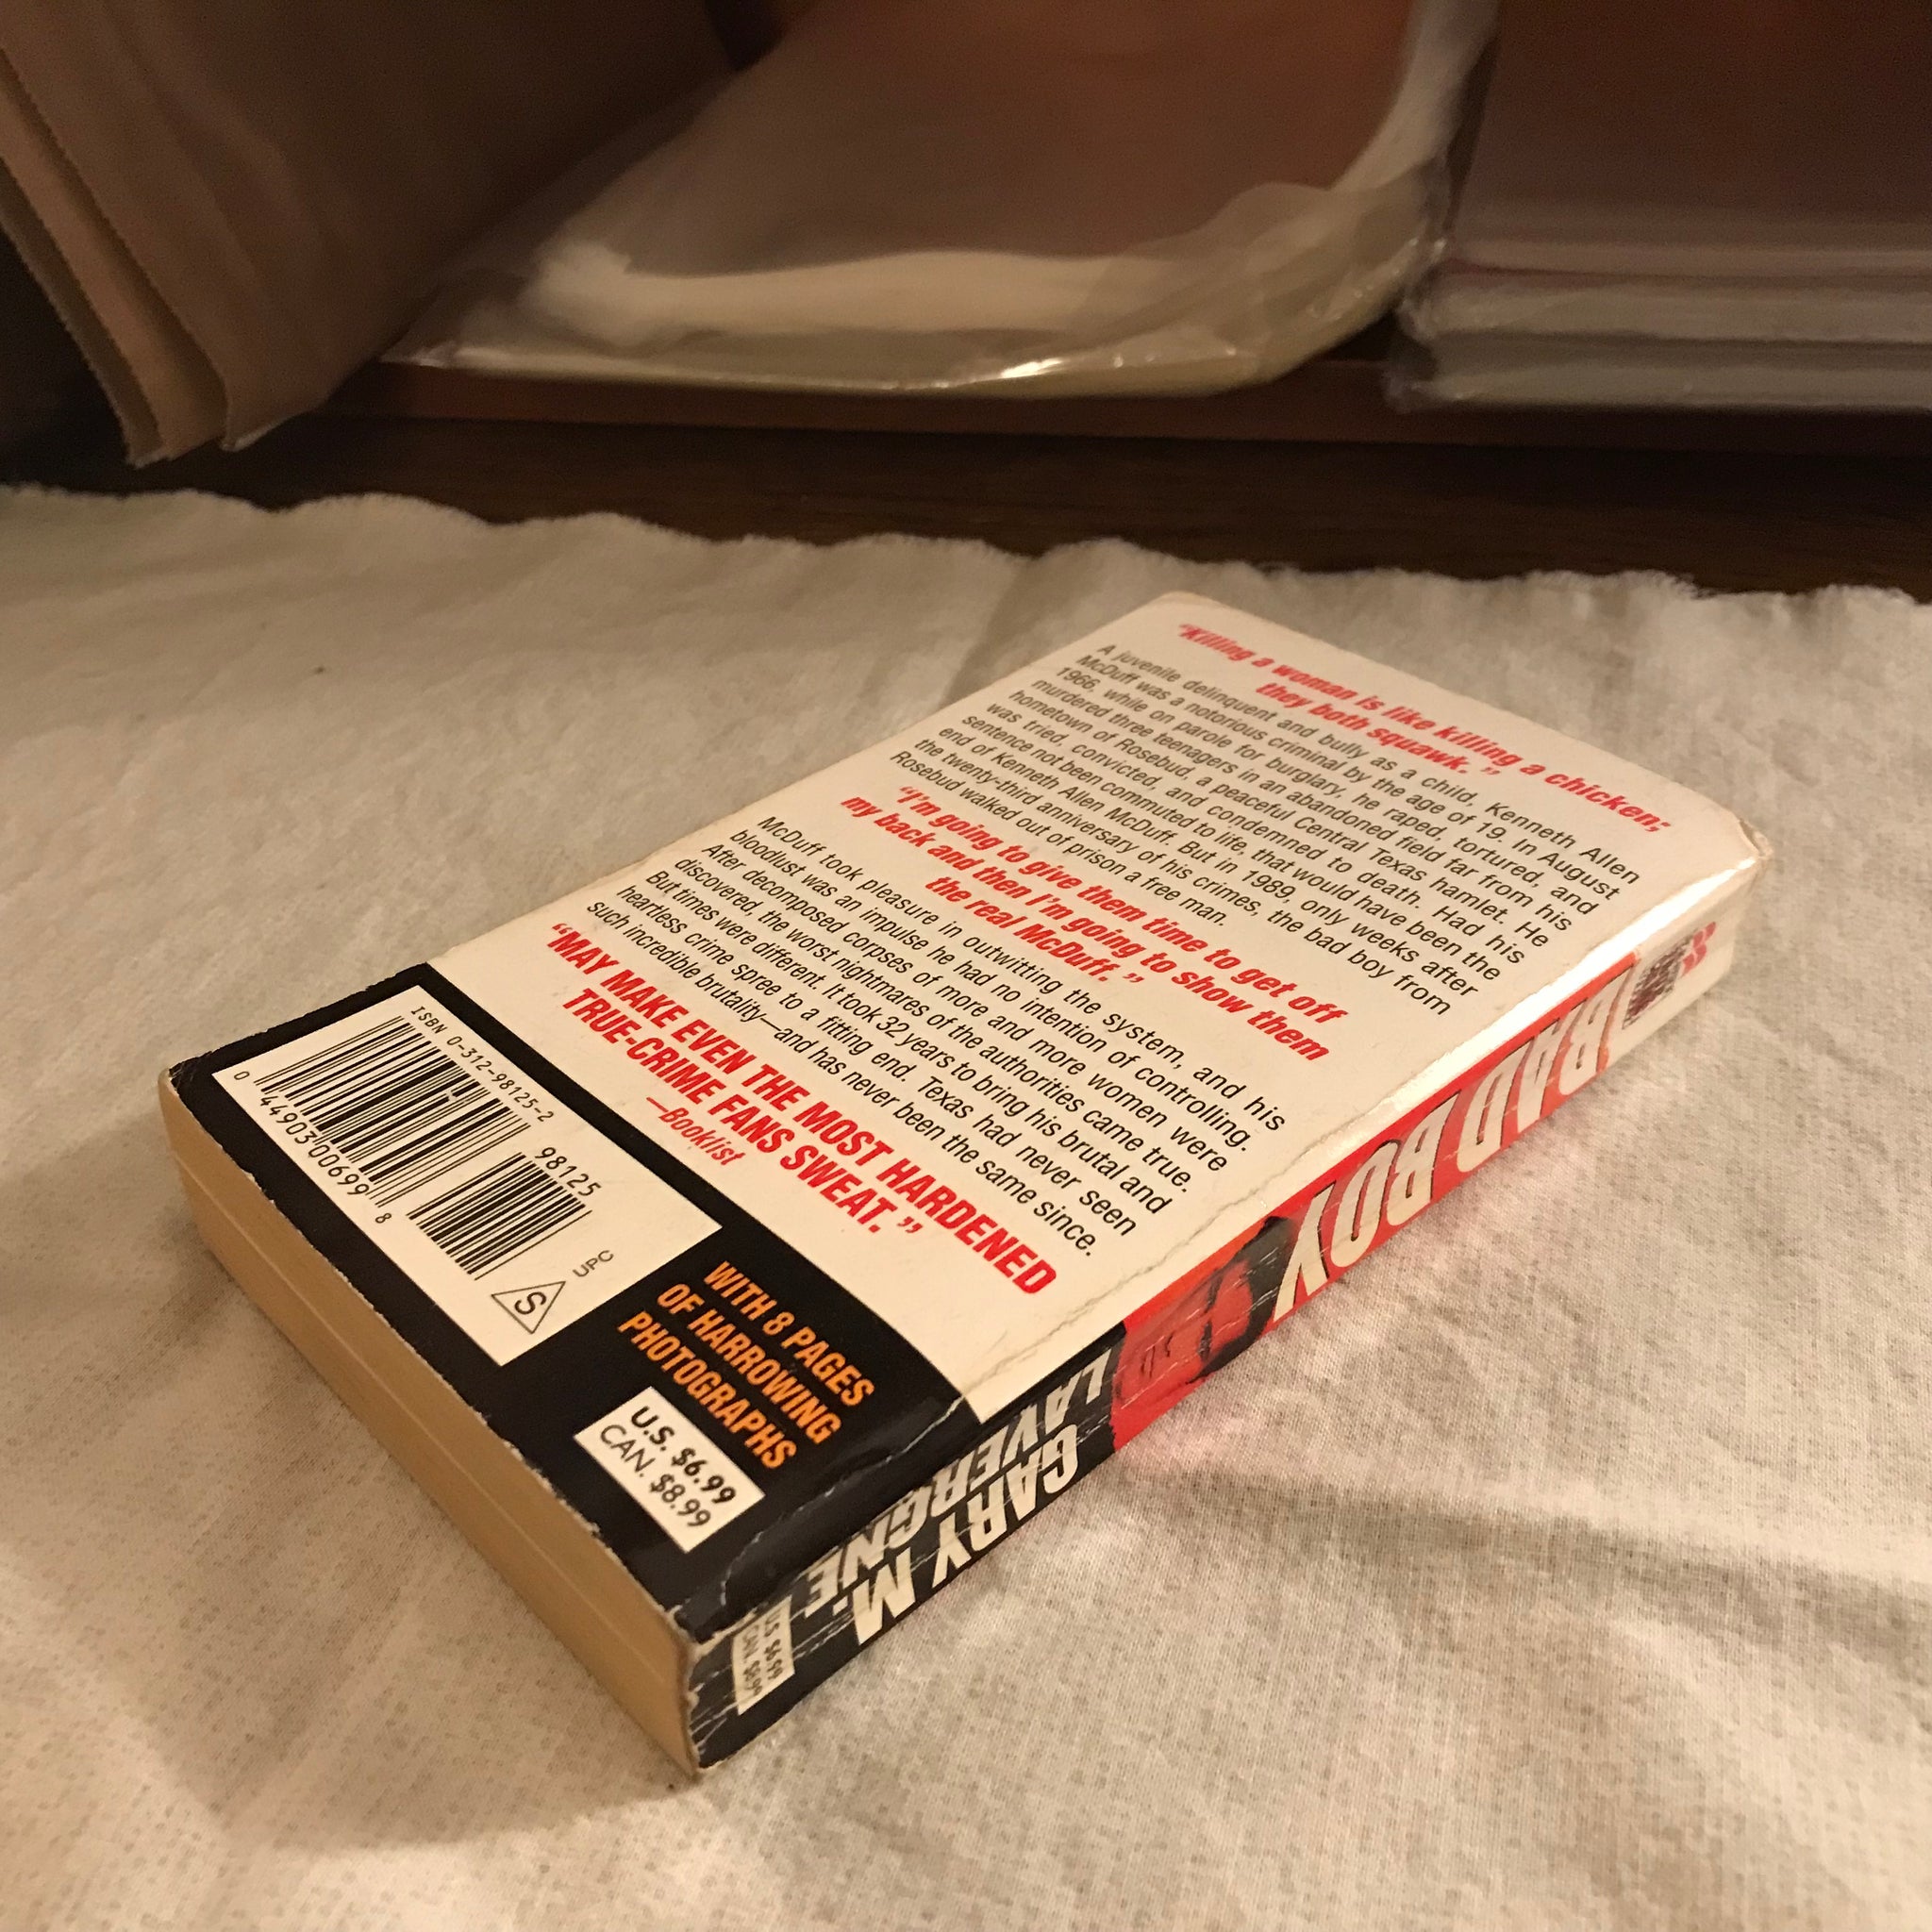 “Killing a woman is like killing a chicken;
they both squawk.”
A juvenile delinquent and bully as a child, Kenneth Allen
McDuff was a notorious criminal by the age of 19. In August
1966, while on parole for burglary, he raped, tortured, and
murdered three teenagers in an abandoned field far from his
hometown of Rosebud, a peaceful Central Texas hamlet. He
was tried, convicted, and condemned to death. Had his
sentence not been commuted to life, that would have been the
end of Kenneth Allen McDuff. But in 1989, only weeks after
the twenty-third anniversary of his crimes, the bad boy from
Rosebud walked out of prison a free man.
“I’m going to give them time to get off
my back and then I’m going to show them
the real McDuff.”
McDuff took pleasure in outwitting the system, and his
bloodlust was an impulse he had no intention of controlling.
After decomposed corpses of more and more women were
discovered, the worst nightmares of the authorities came true.
But times were different. It took 32 years to bring his brutal and
heartless crime spree to a fitting end. Texas had never seen
such incredible brutality—and has never been the same since.
“MAY MAKE EVEN THE MOST HARDENED
TRUE-CRIME FANS SWEAT.”
—Booklist
ISBN 0-312-98125-2
98125
0 44903 00699 8
S
UPC
WITH 8 PAGES
OF HARROWING
PHOTOGRAPHS
U.S. $6.99
CAN. $8.99
BAD BOY
GARY M.
LAVERGNE
U.S. $6.99
CAN. $8.99